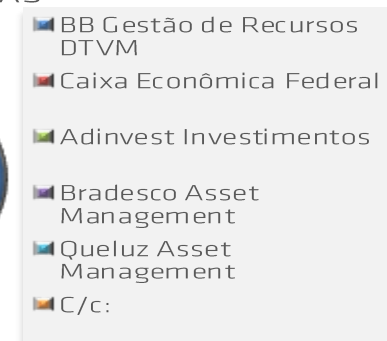 BB Gestão de Recursos
DTVM
Caixa Econômica Federal
Adinvest Investimentos
Bradesco Asset
Management
Queluz Asset
Management
C/c: